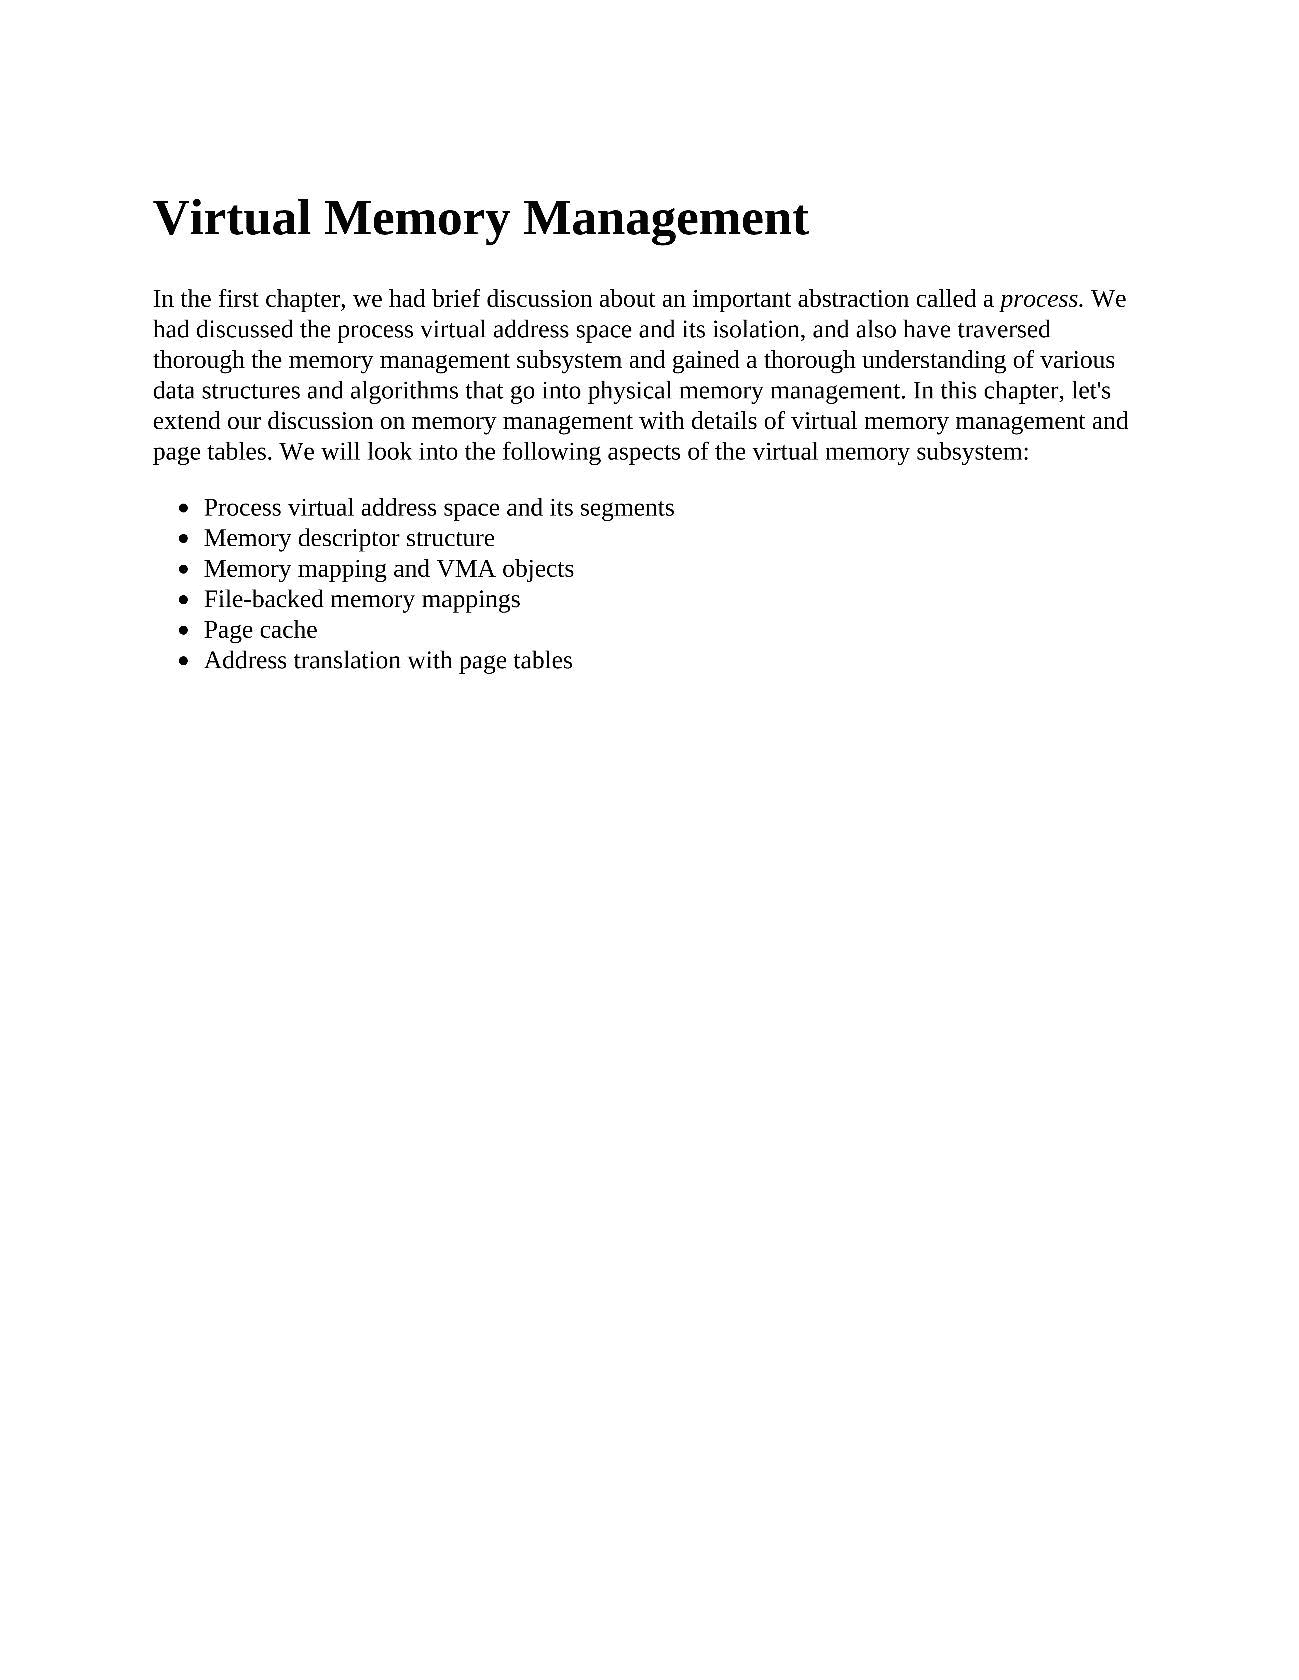 Virtual Memory Management
In the first chapter, we had brief discussion about an important abstraction called a process. We
had discussed the process virtual address space and its isolation, and also have traversed
thorough the memory management subsystem and gained a thorough understanding of various
data structures and algorithms that go into physical memory management. In this chapter, let's
extend our discussion on memory management with details of virtual memory management and
page tables. We will look into the following aspects of the virtual memory subsystem:
• Process virtual address space and its segments
• Memory descriptor structure
• Memory mapping and VMA objects
• File-backed memory mappings
• Page cache
• Address translation with page tables